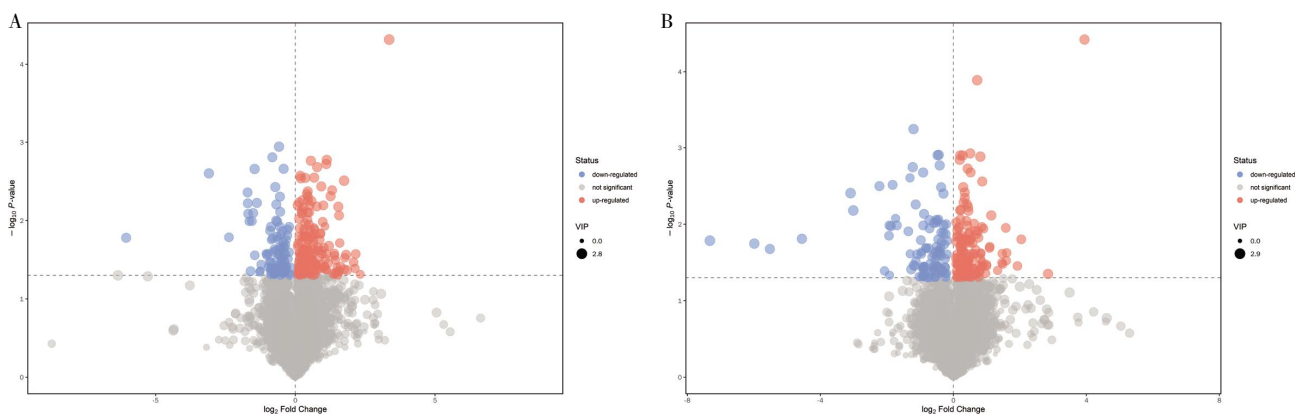 A
4
3
2
1
0
-5
0
5
log2 Fold Change
− log10 P-value
Status
down-regulated
not significant
up-regulated
VIP
0.0
2.8
B
4
3
2
1
0
-8
-4
0
4
8
log2 Fold Change
− log10 P-value
Status
down-regulated
not significant
up-regulated
VIP
0.0
2.9